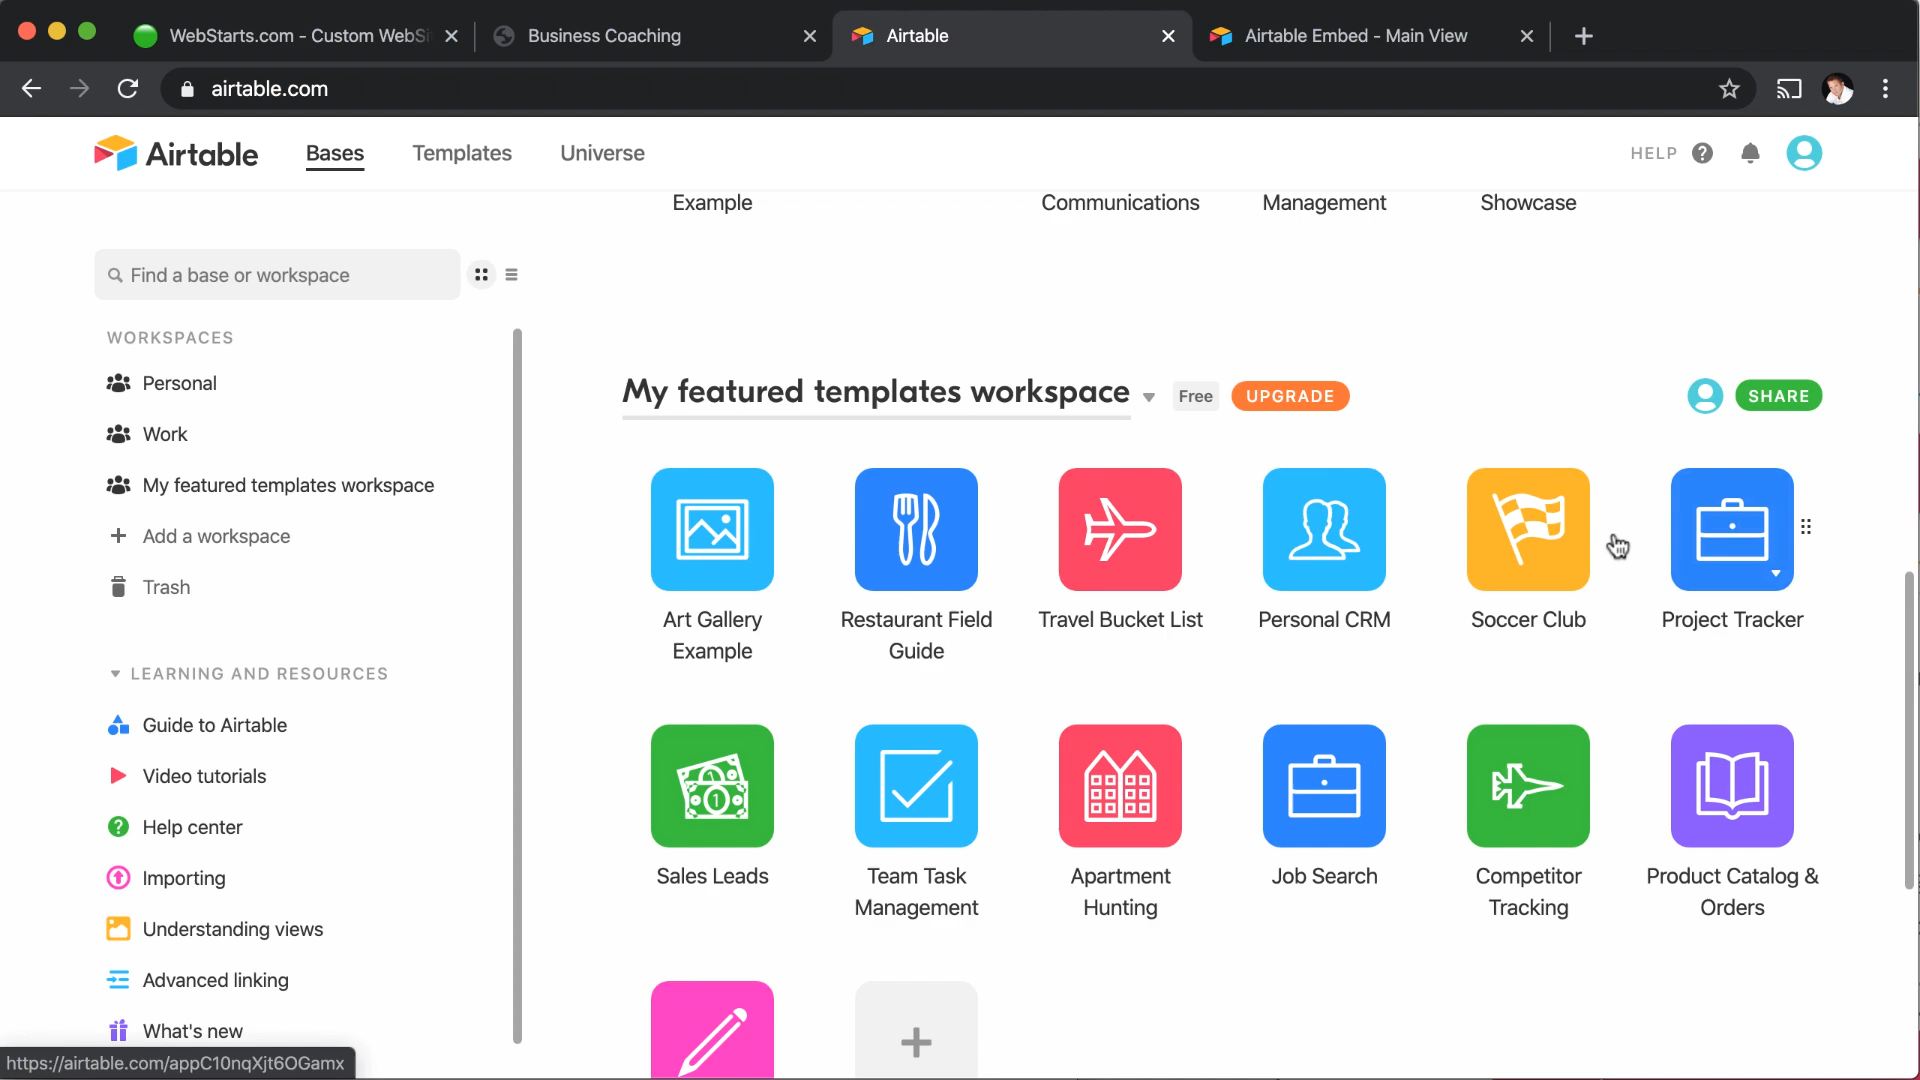 WebStarts.com - Custom WebSi
Business Coaching
Airtable
Airtable Embed - Main View
airtable.com
Airtable
Bases
Templates
Universe
HELP
Example
Communications
Management
Showcase
Find a base or workspace
WORKSPACES
Personal
Work
My featured templates workspace
Add a workspace
Trash
LEARNING AND RESOURCES
Guide to Airtable
Video tutorials
Help center
Importing
Understanding views
Advanced linking
What's new
My featured templates workspace
Free
UPGRADE
SHARE
Art Gallery
Example
Restaurant Field
Guide
Travel Bucket List
Personal CRM
Soccer Club
Project Tracker
Sales Leads
Team Task
Management
Apartment
Hunting
Job Search
Competitor
Tracking
Product Catalog &
Orders
https://airtable.com/appC10nqXjt6OGamx